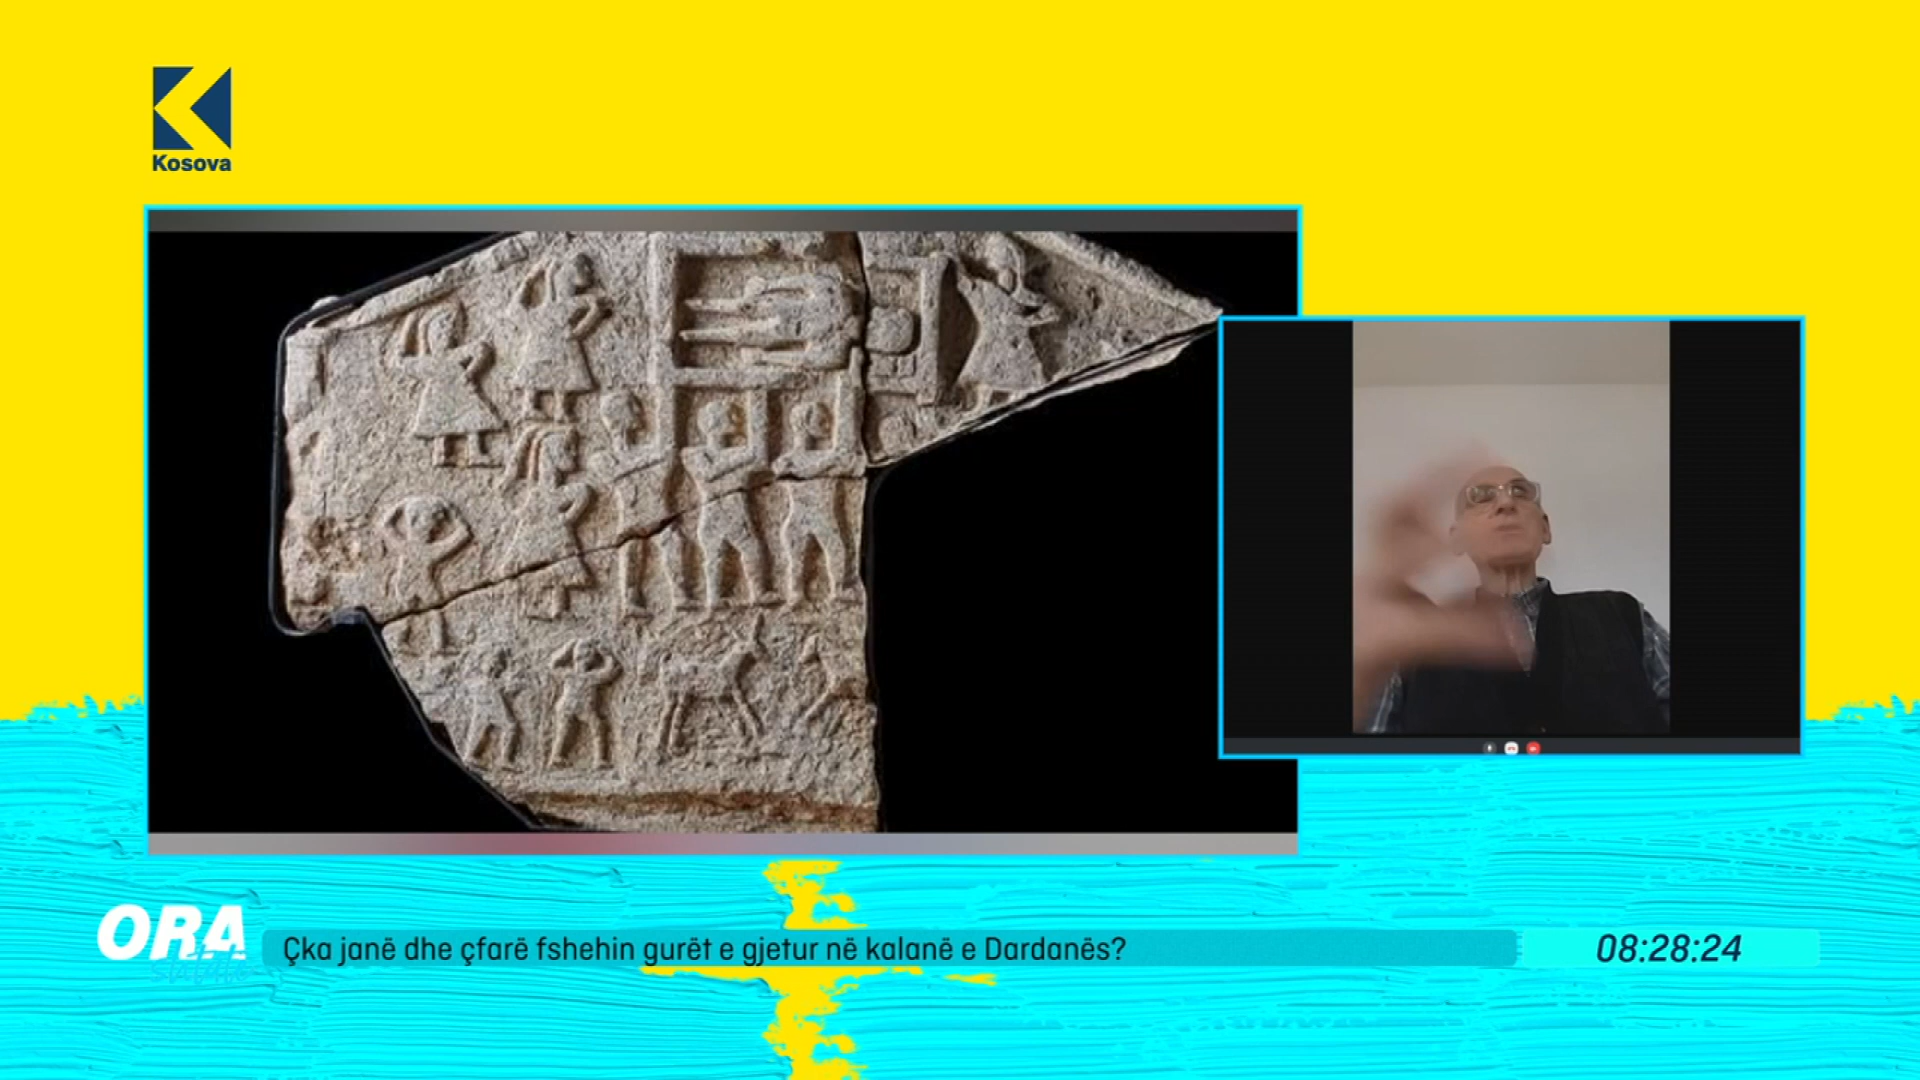 Kosova
ORA
Çka janë dhe çfarë fshehin gurët e gjetur në kalanë e Dardanës?
08:28:24